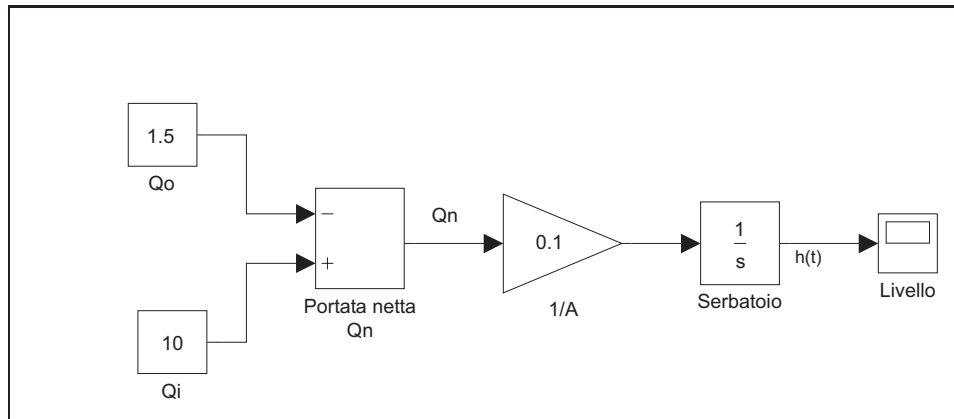 1.5
Qo
−
+
Portata netta
Qn
10
Qi
Qn
0.1
1/A
1
s
Serbatoio
h(t)
Livello